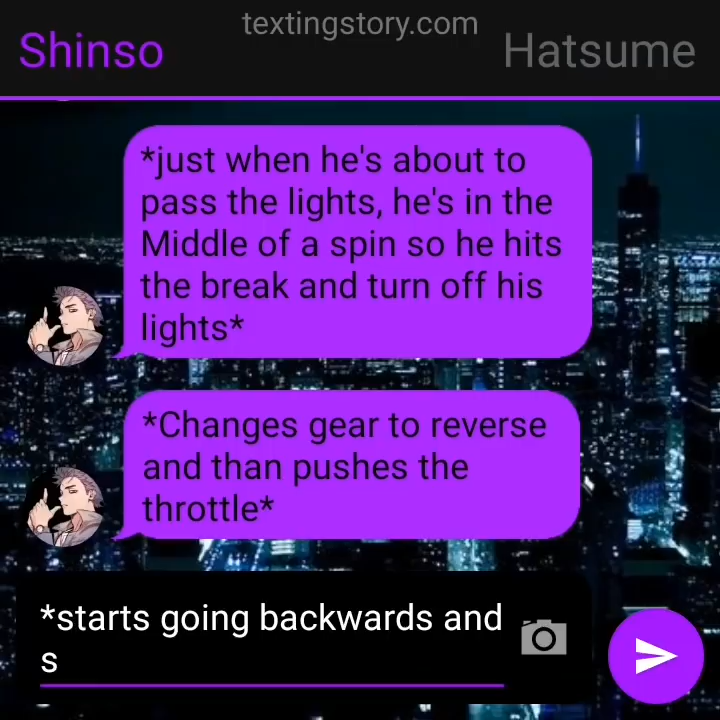 textingstory.com
Shinso
Hatsume
*just when he's about to
pass the lights, he's in the
Middle of a spin so he hits
the break and turn off his
lights*
*Changes gear to reverse
and than pushes the
throttle*
*starts going backwards and
s